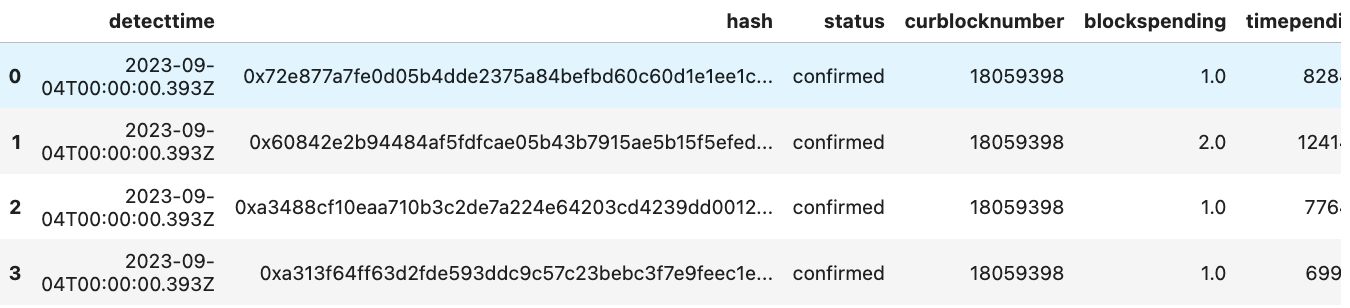 detecttime hash status curblocknumber blockspending timependi
0 2023-09-
04T00:00:00.393Z 0x72e877a7fe0d05b4dde2375a84befbd60c60d1e1ee1c... confirmed 18059398 1.0 828
1 2023-09-
04T00:00:00.393Z 0x60842e2b94484af5fdfcae05b43b7915ae5b15f5efed... confirmed 18059398 2.0 1241
2 2023-09-
04T00:00:00.393Z 0xa3488cf10eaa710b3c2de7a224e64203cd4239dd0012... confirmed 18059398 1.0 776
3 2023-09-
04T00:00:00.393Z 0xa313f64ff63d2fde593ddc9c57c23bebc3f7e9feec1e... confirmed 18059398 1.0 699